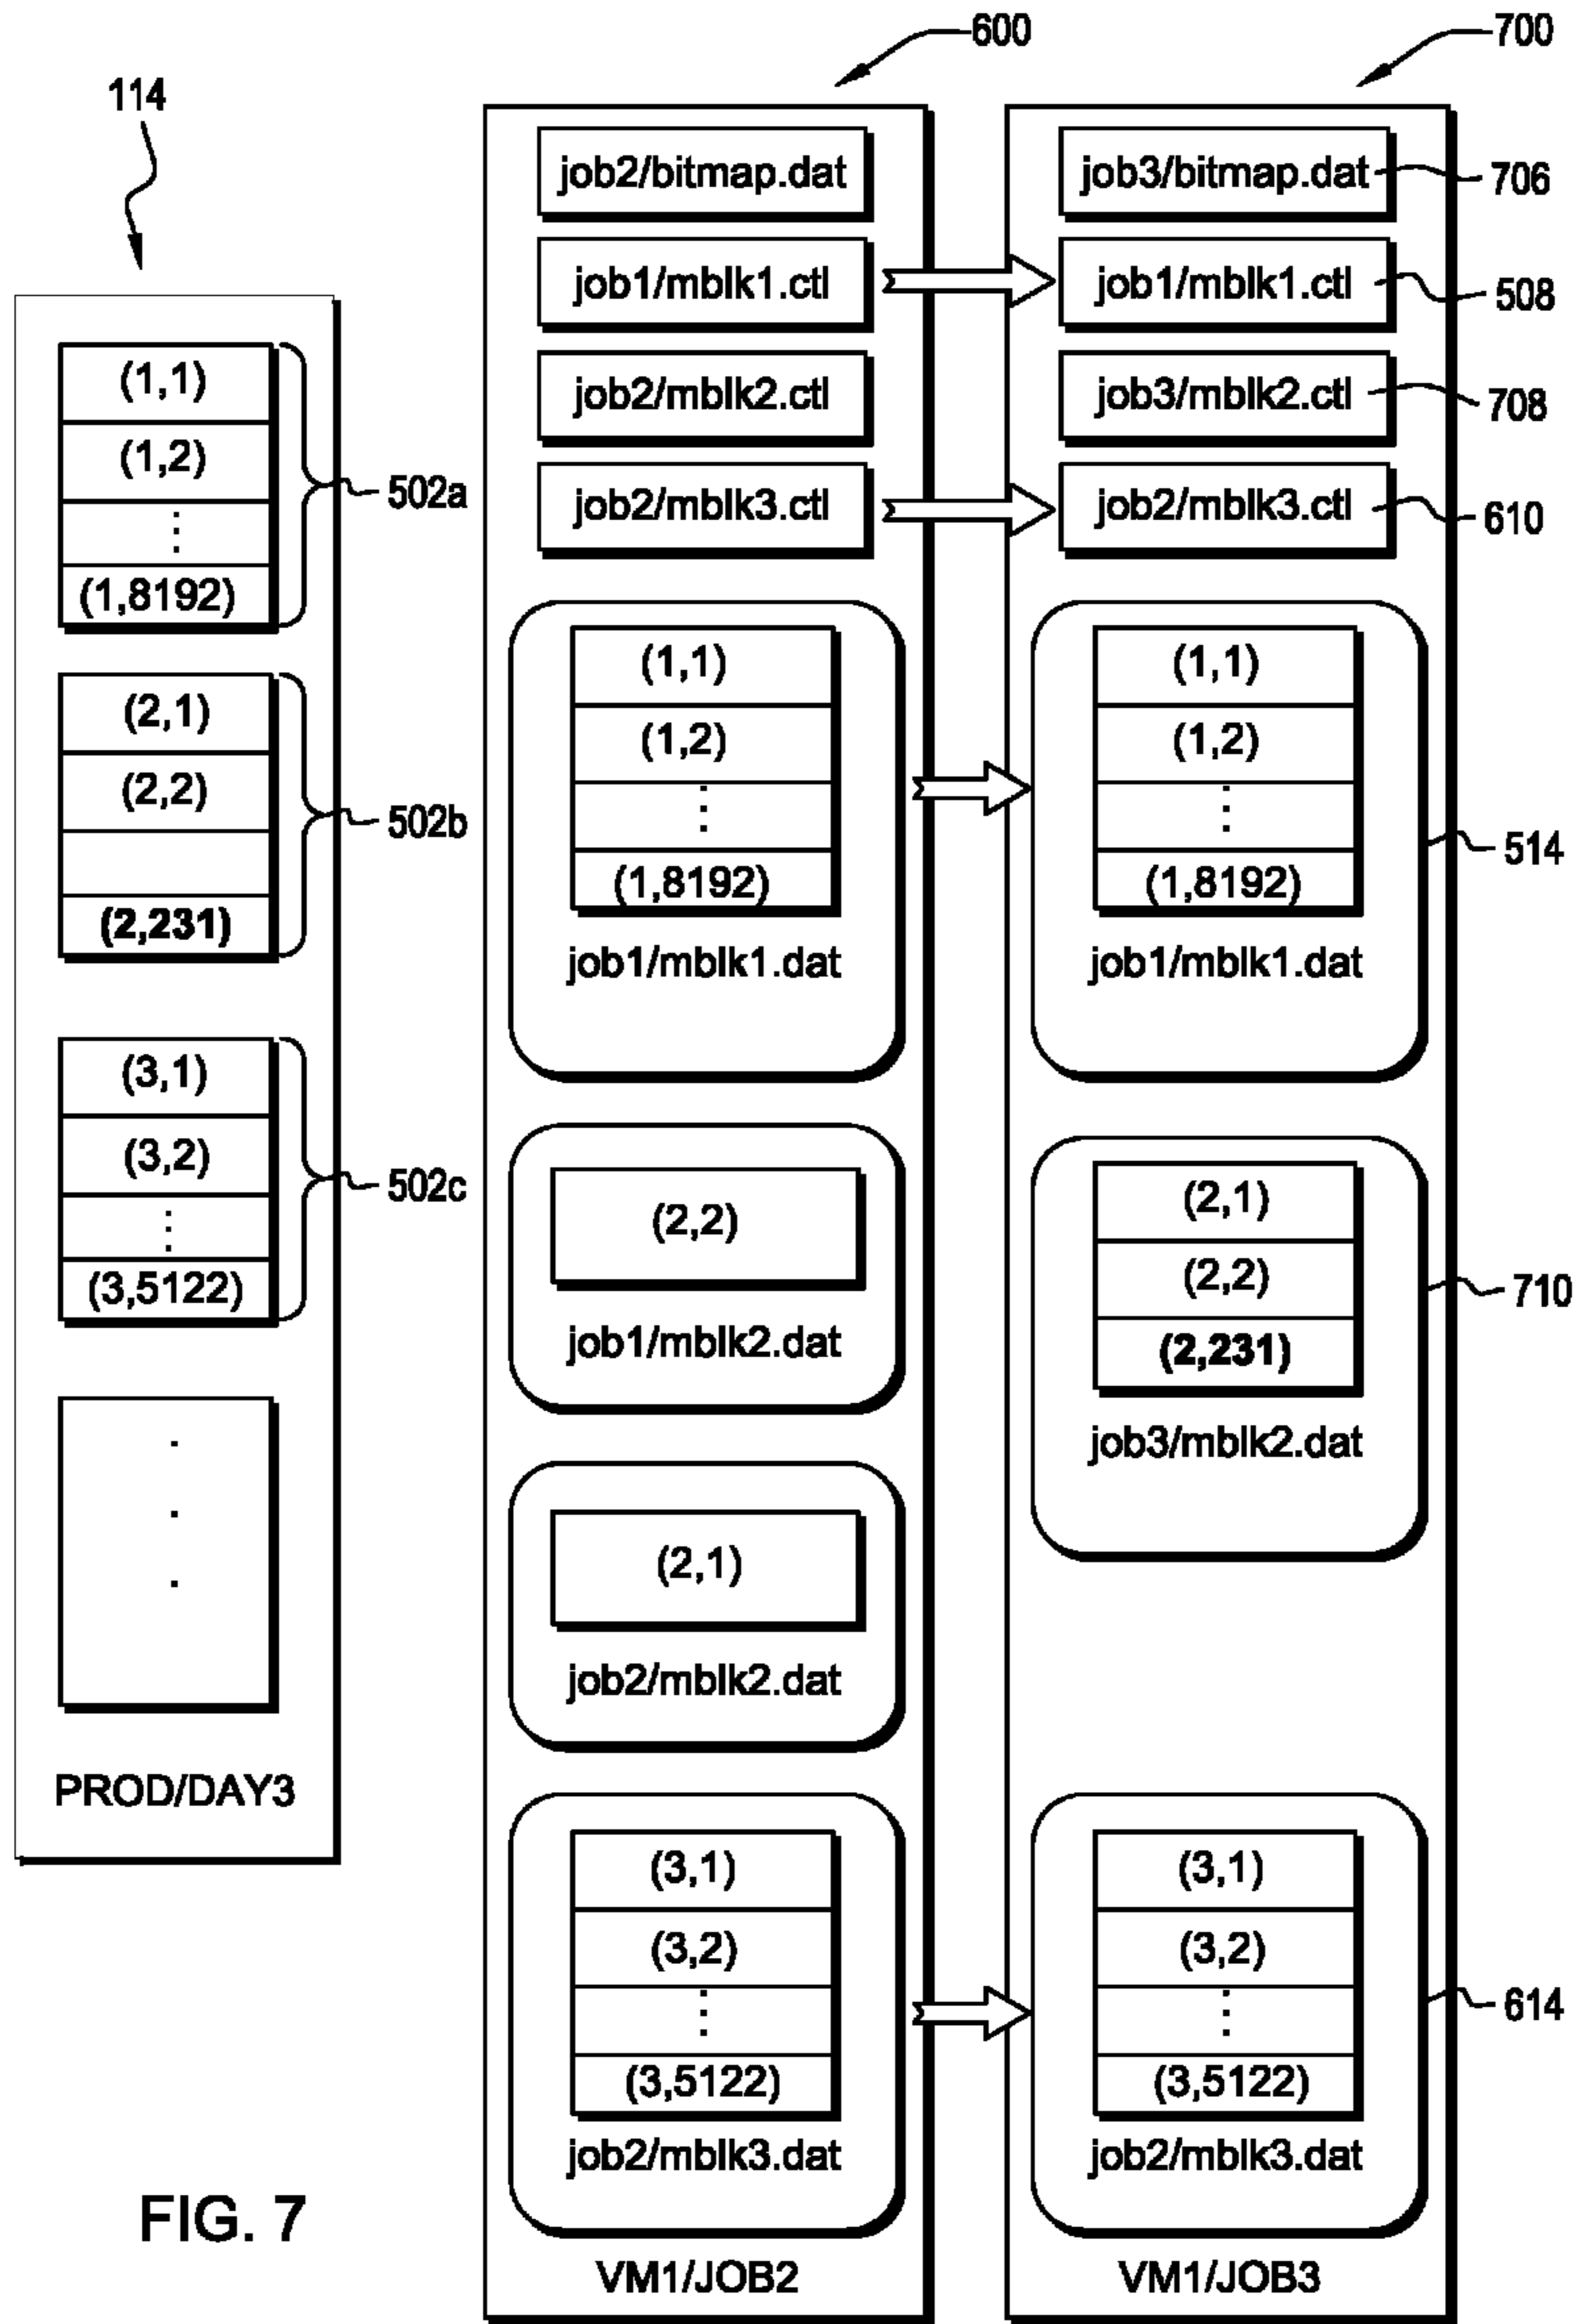 600
700
114
job2/bitmap.dat
job3/bitmap.dat
706
job1/mblk1.ctl
job1/mblk1.ctl
508
job2/mblk2.ctl
job3/mblk2.ctl
708
job2/mblk3.ctl
job2/mblk3.ctl
610
(1,1)
(1,2)
⋮
(1,8192)
502a
(2,1)
(2,2)
(2,231)
502b
(3,1)
(3,2)
⋮
(3,5122)
502c
.
.
.
PROD/DAY3
(1,1)
(1,2)
⋮
(1,8192)
job1/mblk1.dat
(2,2)
job1/mblk2.dat
(2,1)
job2/mblk2.dat
(3,1)
(3,2)
⋮
(3,5122)
job2/mblk3.dat
VM1/JOB2
(1,1)
(1,2)
⋮
(1,8192)
job1/mblk1.dat
514
(2,1)
(2,2)
(2,231)
job3/mblk2.dat
710
(3,1)
(3,2)
⋮
(3,5122)
job2/mblk3.dat
614
VM1/JOB3
FIG. 7